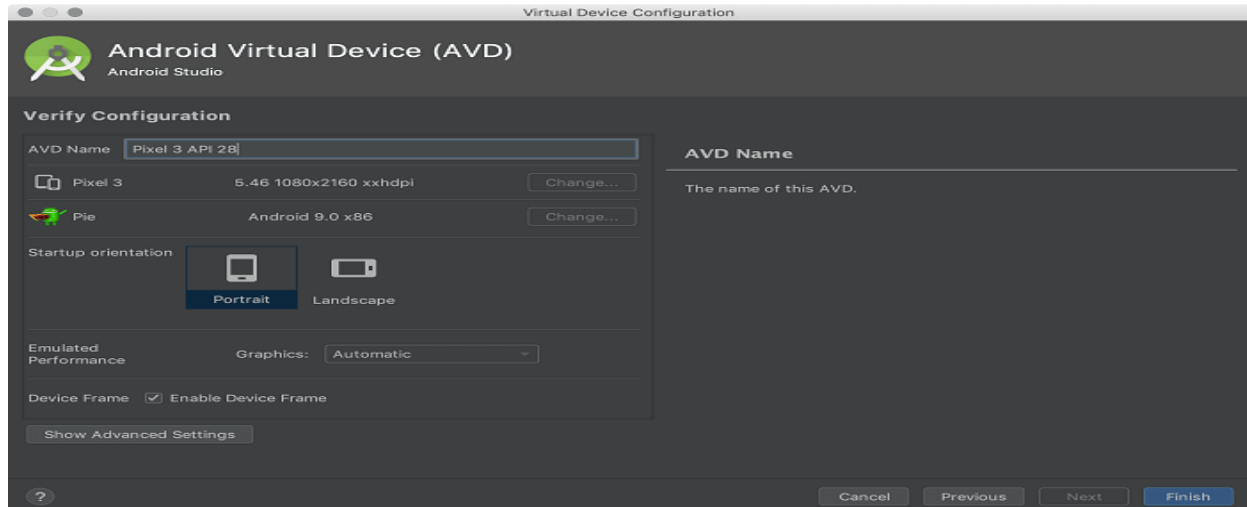 Virtual Device Configuration
Android Virtual Device (AVD)
Android Studio
Verify Configuration
AVD Name Pixel 3 API 28
Pixel 3 5.46 1080x2160 xxhdpi Change...
Pie Android 9.0 x86 Change...
Startup orientation
Portrait Landscape
Emulated
Performance Graphics: Automatic
Device Frame Enable Device Frame
Show Advanced Settings
AVD Name
The name of this AVD.
? Cancel Previous Next Finish